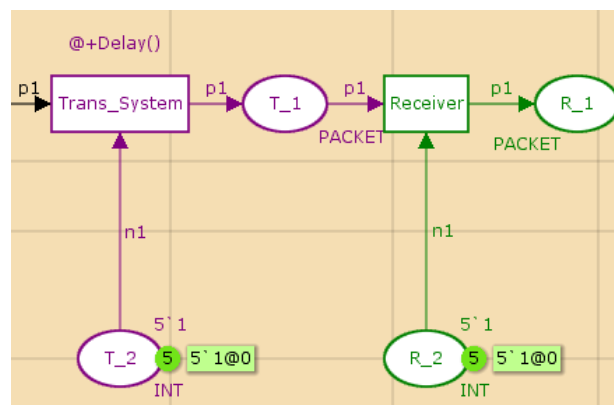 @+Delay()
p1
Trans_System
p1
T_1
p1
Receiver
p1
R_1
PACKET
PACKET
n1
n1
5`1
5`1
T_2
5
5`1@0
R_2
5
5`1@0
INT
INT